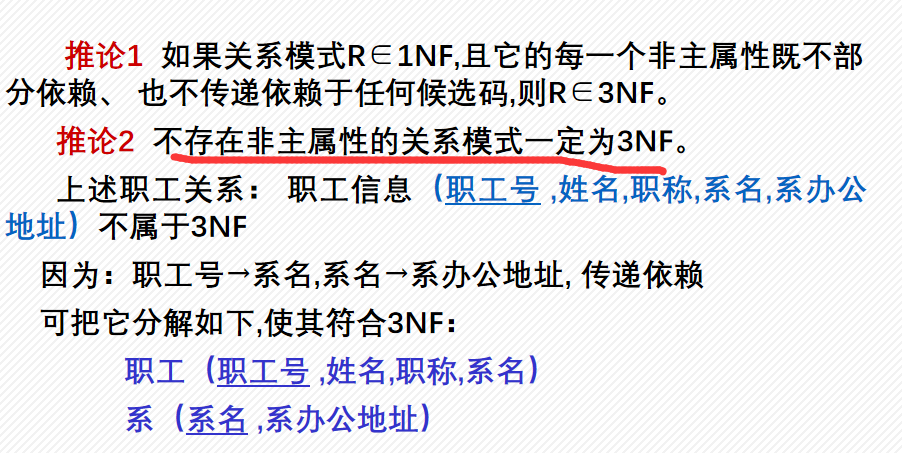 推论1 如果关系模式R∈1NF,且它的每一个非主属性既不部
分依赖、也不传递依赖于任何候选码,则R∈3NF。
推论2 不存在非主属性的关系模式一定为3NF。
上述职工关系： 职工信息（职工号 ,姓名,职称,系名,系办公
地址）不属于3NF
因为：职工号→系名,系名→系办公地址, 传递依赖
可把它分解如下,使其符合3NF：
职工（职工号 ,姓名,职称,系名）
系（系名 ,系办公地址）